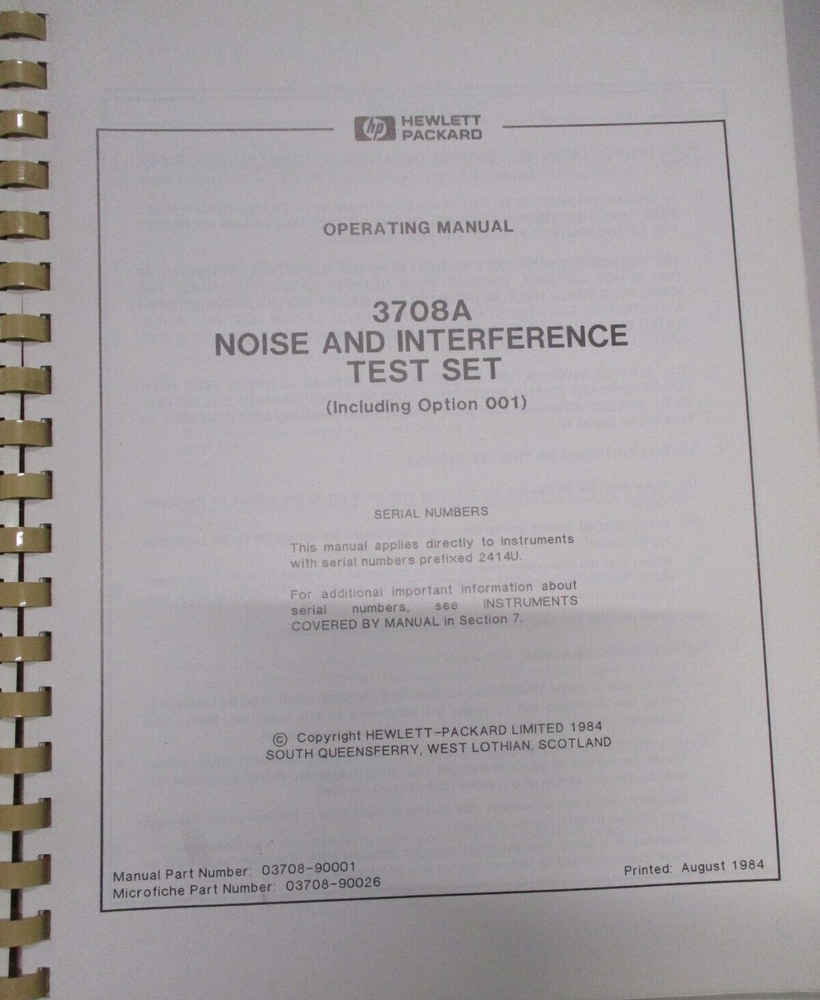 hp HEWLETT
PACKARD
OPERATING MANUAL
3708A
NOISE AND INTERFERENCE
TEST SET
(Including Option 001)
SERIAL NUMBERS
This manual applies directly to instruments
with serial numbers prefixed 2414U.
For additional important information about
serial numbers, see INSTRUMENTS
COVERED BY MANUAL in Section 7.
© Copyright HEWLETT-PACKARD LIMITED 1984
SOUTH QUEENSFERRY, WEST LOTHIAN, SCOTLAND
Manual Part Number: 03708-90001
Microfiche Part Number: 03708-90026
Printed: August 1984